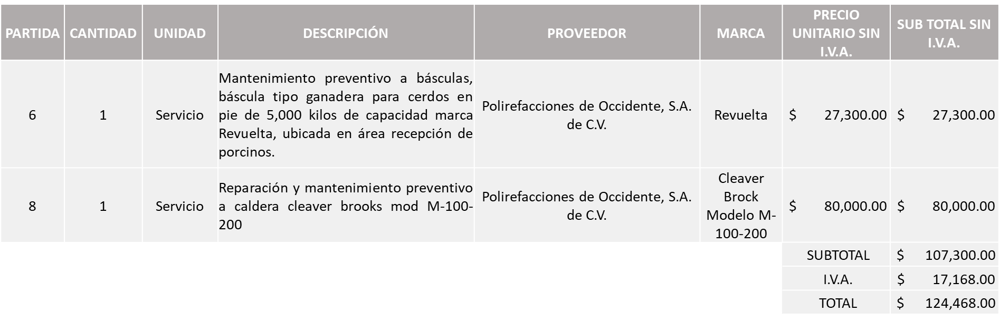 PARTIDA CANTIDAD UNIDAD DESCRIPCIÓN PROVEEDOR MARCA PRECIO UNITARIO SIN I.V.A. SUB TOTAL SIN I.V.A.
6 1 Servicio
Mantenimiento preventivo a básculas,
báscula tipo ganadera para cerdos en
pie de 5,000 kilos de capacidad marca
Revuelta, ubicada en área recepción de
porcinos.
Polirefacciones de Occidente, S.A.
de C.V.
Revuelta
$ 27,300.00 $ 27,300.00
8 1 Servicio
Reparación y mantenimiento preventivo
a caldera cleaver brooks mod M-100-
200
Polirefacciones de Occidente, S.A.
de C.V.
Cleaver
Brock
Modelo M-
100-200
$ 80,000.00 $ 80,000.00
SUBTOTAL $ 107,300.00
I.V.A. $ 17,168.00
TOTAL $ 124,468.00